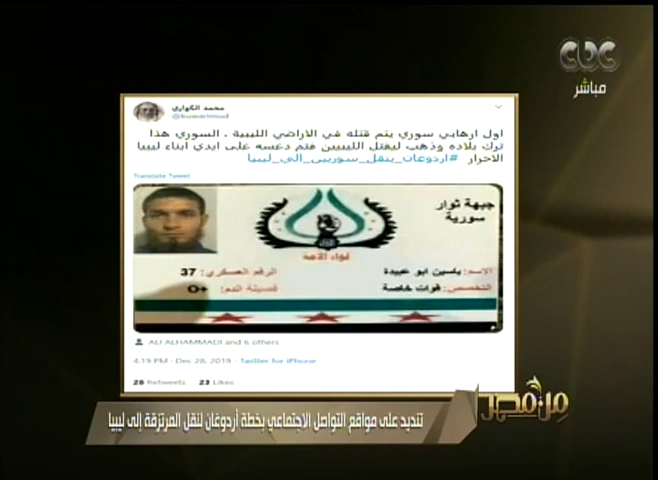 cbc
مباشر
محمد الكواري
اول ارهابي سوري يتم قتله في الاراضي الليبية ، السوري هذا
ترك بلاده وذهب ليقتل الليبيين فتم دعسه على ايدي ابناء ليبيا
الاحرار #اردوغان_ينقل_سوريين_الى_ليبيا
Translate Tweet
جبهة ثوار
سورية
لواء الأمة
الإسم: ياسين ابو عبيدة
الرقم العسكري: 37
التخصص: قوات خاصة
فصيلة الدم: O+
ALI ALHAMMADI and 6 others
4:19 PM · Dec 28, 2019 · Twitter for iPhone
26 Retweets 23 Likes
من مصر
تنديد على مواقع التواصل الاجتماعي بخطة أردوغان لنقل المرتزقة إلى ليبيا